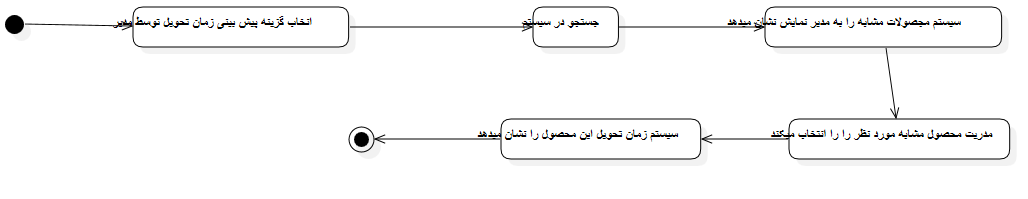 انتخاب گزینه پیش بینی زمان تحویل توسط مدیر
جستجو در سیستم
سیستم محصولات مشابه را به مدیر نمایش نشان میدهد
مدریت محصول مشابه مورد نظر را را انتخاب میکند
سیستم زمان تحویل این محصول را نشان میدهد